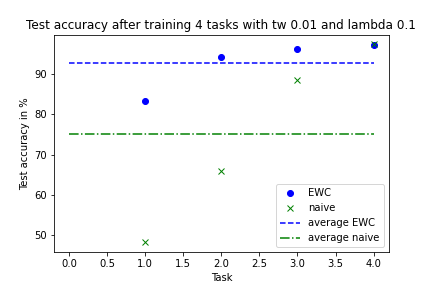 Test accuracy after training 4 tasks with tw 0.01 and lambda 0.1
Test accuracy in %
90
80
70
60
50
EWC
naive
average EWC
average naive
0.0 0.5 1.0 1.5 2.0 2.5 3.0 3.5 4.0
Task